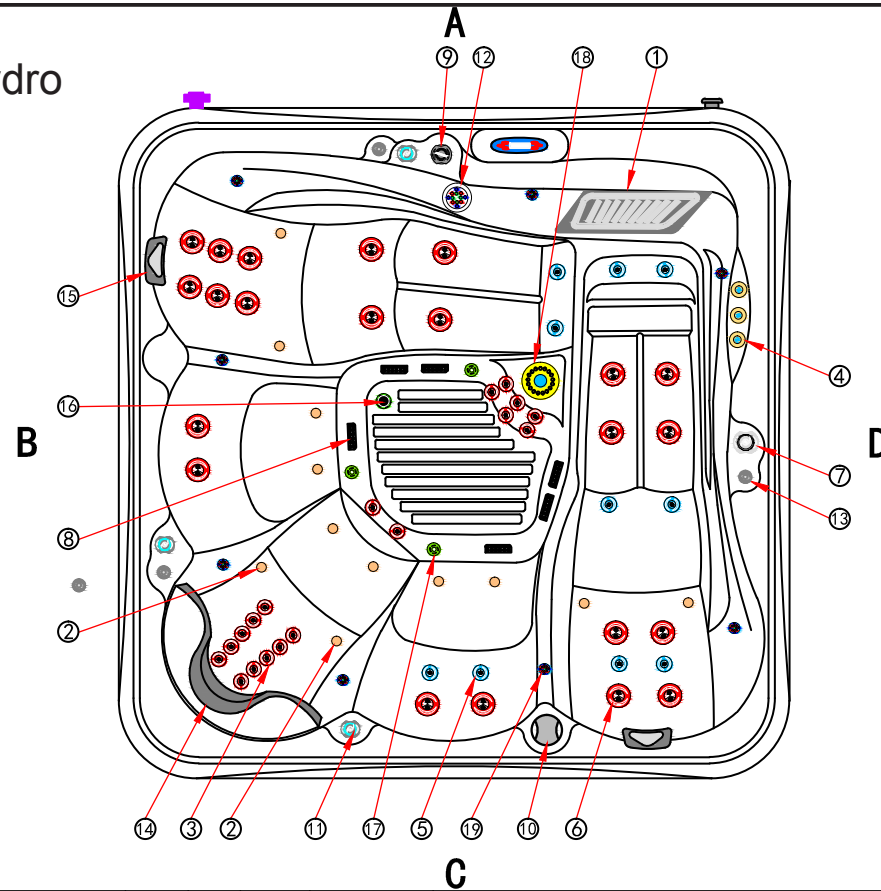 A
ydro
⑨ ⑫ ⑱ ①
⑮
④
⑯
B
D
⑦
⑧
⑬
②
⑭ ③ ② ⑪ ⑰ ⑤ ⑲ ⑩ ⑥
C